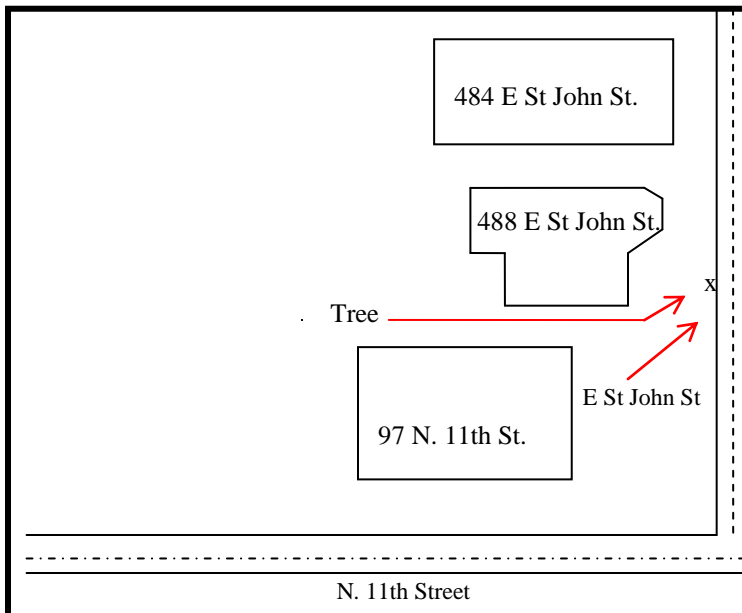 484 E St John St.
488 E St John St.
x
Tree
E St John St
97 N. 11th St.
N. 11th Street